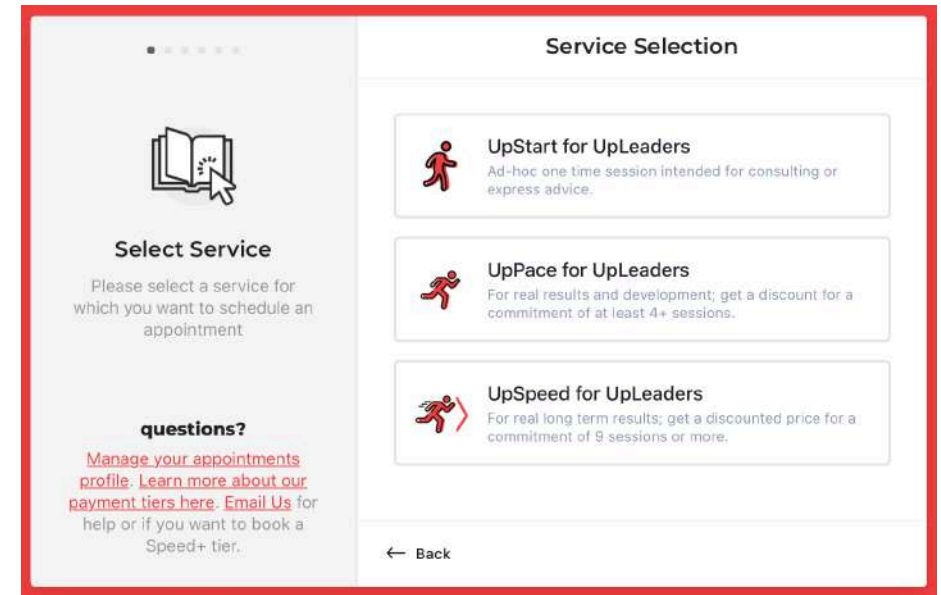 Service Selection
Select Service
Please select a service for
which you want to schedule an
appointment
questions?
Manage your appointments
profile. Learn more about our
payment tiers here. Email Us for
help or if you want to book a
Speed+ tier.
UpStart for UpLeaders
Ad-hoc one time session intended for consulting or
express advice.
UpPace for UpLeaders
For real results and development; get a discount for a
commitment of at least 4+ sessions.
UpSpeed for UpLeaders
For real long term results; get a discounted price for a
commitment of 9 sessions or more.
← Back